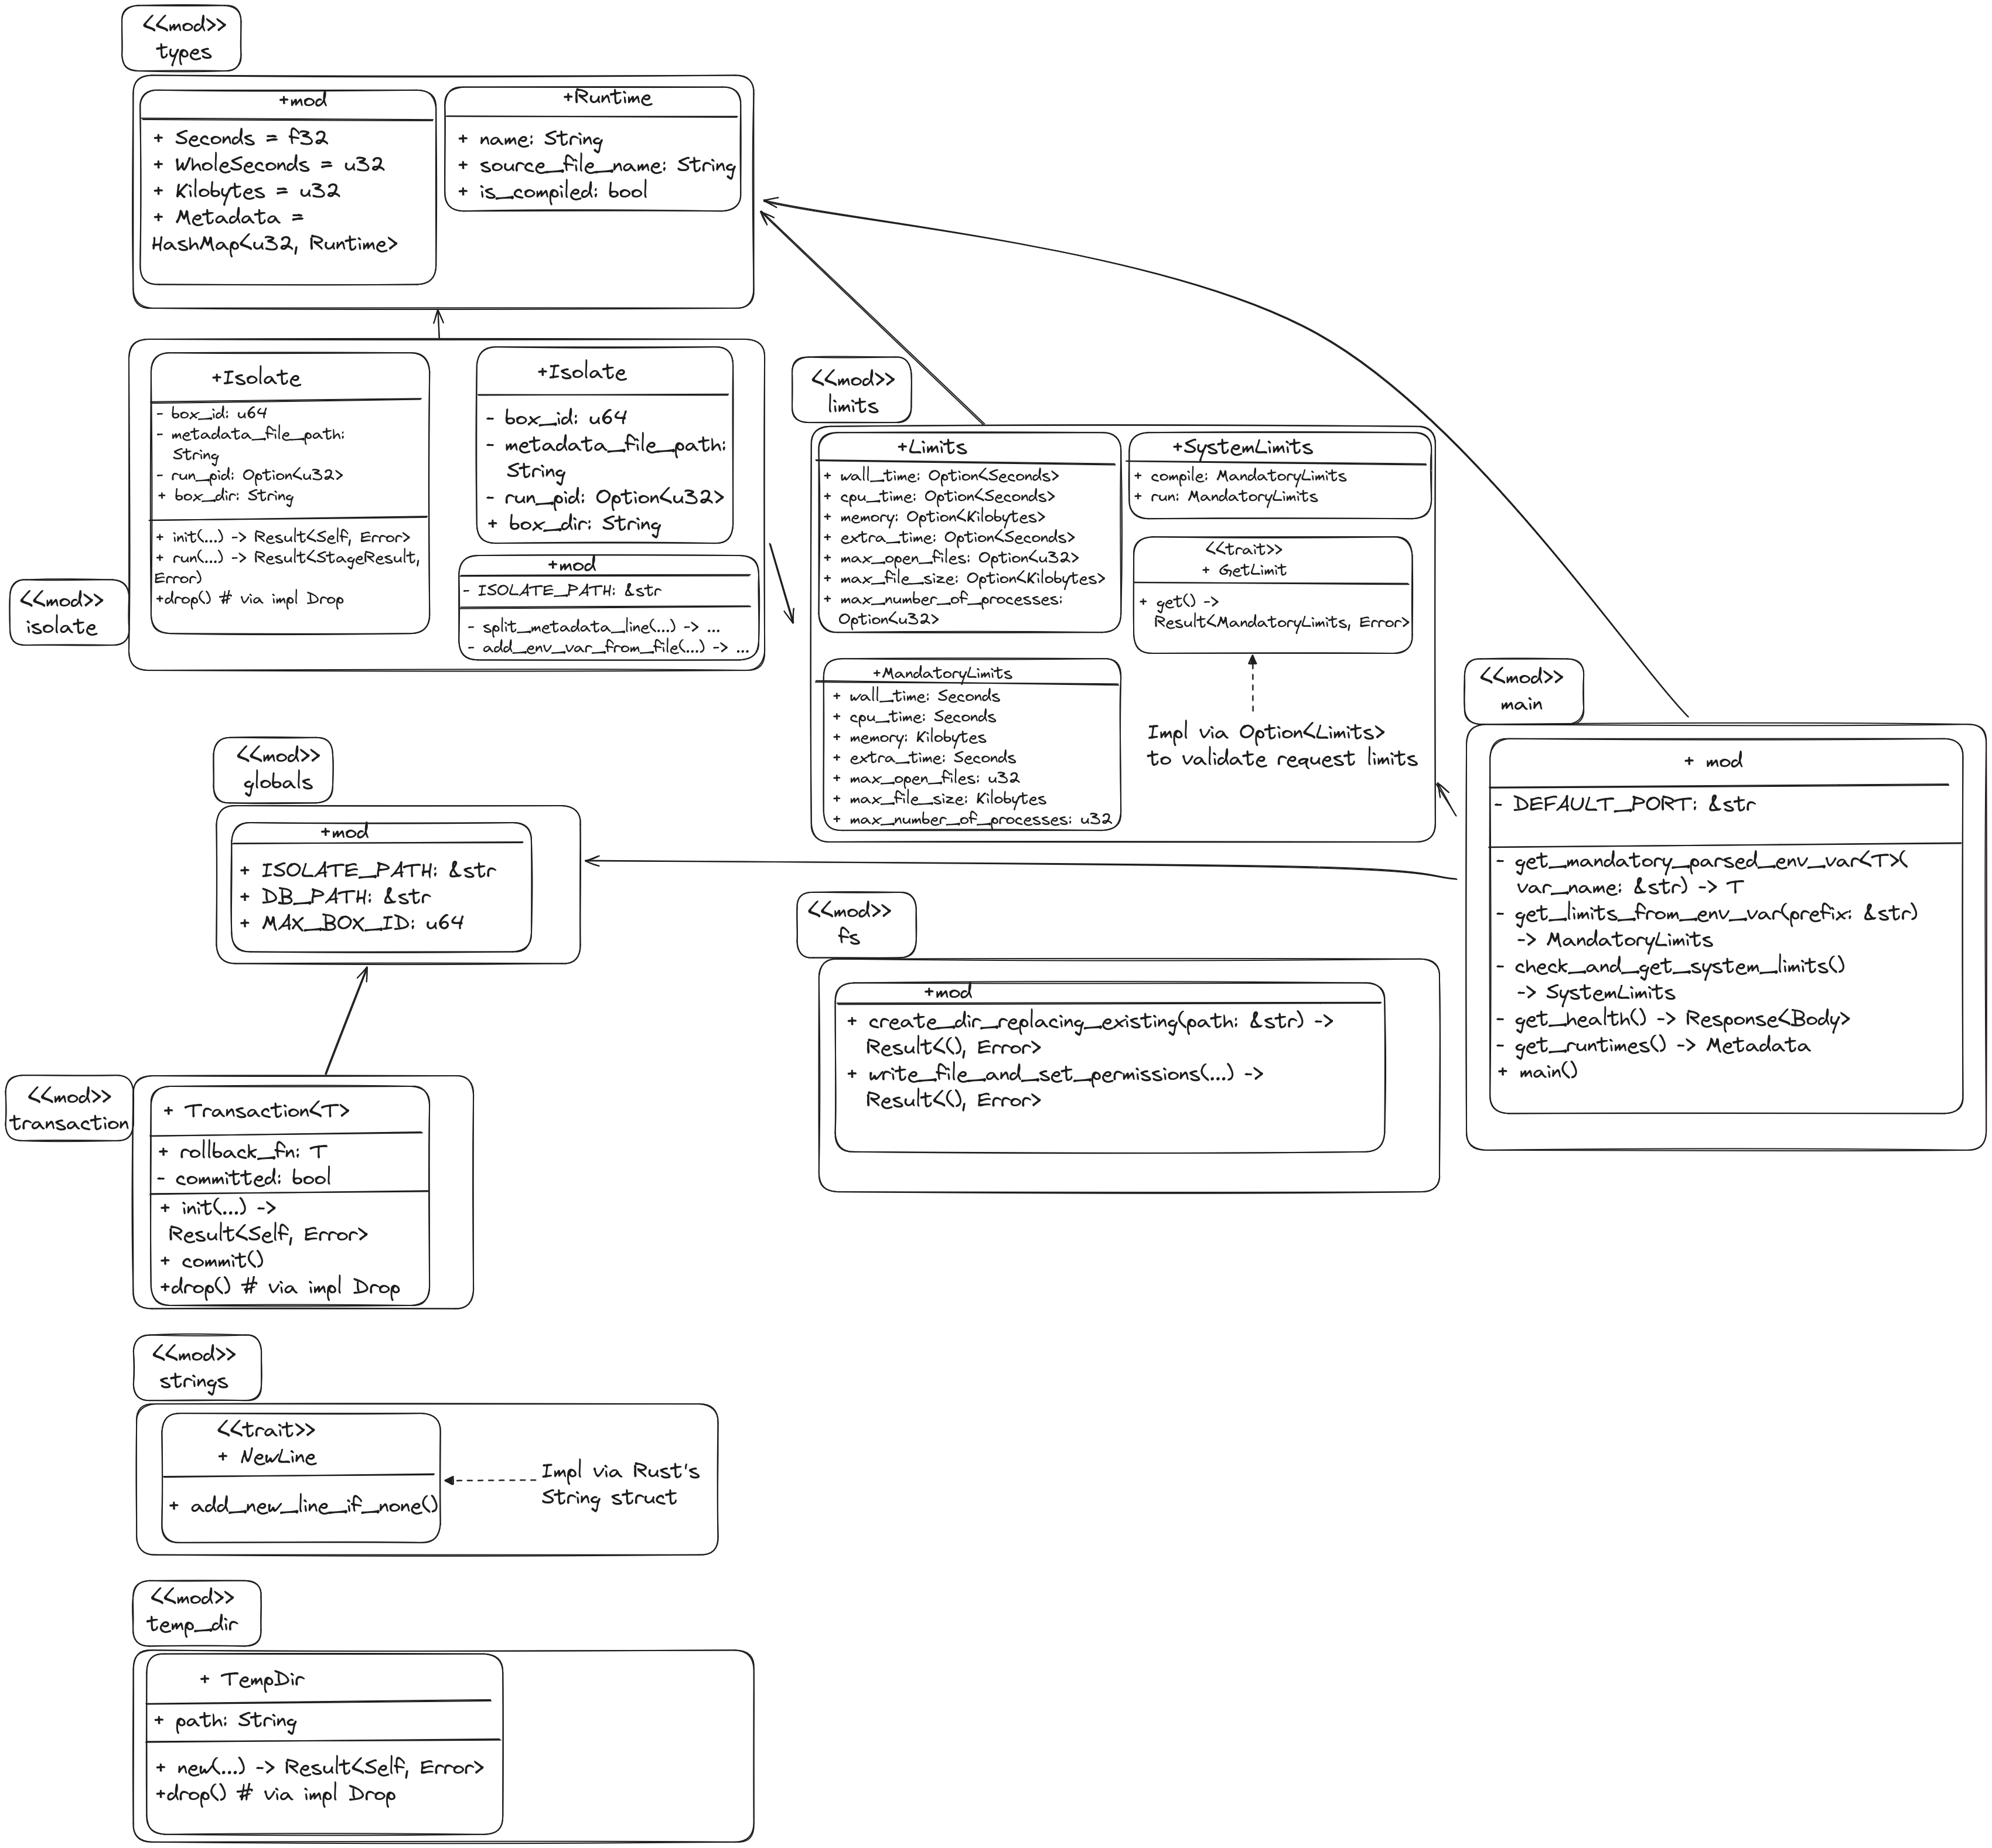 <<mod>>
types
+mod
+ Seconds = f32
+ WholeSeconds = u32
+ Kilobytes = u32
+ Metadata =
HashMap<u32, Runtime>
+Runtime
+ name: String
+ source_file_name: String
+ is_compiled: bool
<<mod>>
isolate
+Isolate
- box_id: u64
- metadata_file_path:
String
- run_pid: Option<u32>
+ box_dir: String
+ init(...) -> Result<Self, Error>
+ run(...) -> Result<StageResult,
Error)
+drop() # via impl Drop
+Isolate
- box_id: u64
- metadata_file_path:
String
- run_pid: Option<u32>
+ box_dir: String
+mod
- ISOLATE_PATH: &str
- split_metadata_line(...) -> ...
- add_env_var_from_file(...) -> ...
<<mod>>
limits
+Limits
+ wall_time: Option<Seconds>
+ cpu_time: Option<Seconds>
+ memory: Option<Kilobytes>
+ extra_time: Option<Seconds>
+ max_open_files: Option<u32>
+ max_file_size: Option<Kilobytes>
+ max_number_of_processes:
Option<u32>
+SystemLimits
+ compile: MandatoryLimits
+ run: MandatoryLimits
<<trait>>
+ GetLimit
+ get() ->
Result<MandatoryLimits, Error>
+MandatoryLimits
+ wall_time: Seconds
+ cpu_time: Seconds
+ memory: Kilobytes
+ extra_time: Seconds
+ max_open_files: u32
+ max_file_size: Kilobytes
+ max_number_of_processes: u32
Impl via Option<Limits>
to validate request limits
<<mod>>
main
+ mod
- DEFAULT_PORT: &str
- get_mandatory_parsed_env_var<T>(
var_name: &str) -> T
- get_limits_from_env_var(prefix: &str)
-> MandatoryLimits
- check_and_get_system_limits()
-> SystemLimits
- get_health() -> Response<Body>
- get_runtimes() -> Metadata
+ main()
<<mod>>
globals
+mod
+ ISOLATE_PATH: &str
+ DB_PATH: &str
+ MAX_BOX_ID: u64
<<mod>>
fs
+mod
+ create_dir_replacing_existing(path: &str) ->
Result<(), Error>
+ write_file_and_set_permissions(...) ->
Result<(), Error>
<<mod>>
transaction
+ Transaction<T>
+ rollback_fn: T
- committed: bool
+ init(...) ->
Result<Self, Error>
+ commit()
+drop() # via impl Drop
<<mod>>
strings
<<trait>>
+ NewLine
+ add_new_line_if_none()
Impl via Rust's
String struct
<<mod>>
temp_dir
+ TempDir
+ path: String
+ new(...) -> Result<Self, Error>
+drop() # via impl Drop